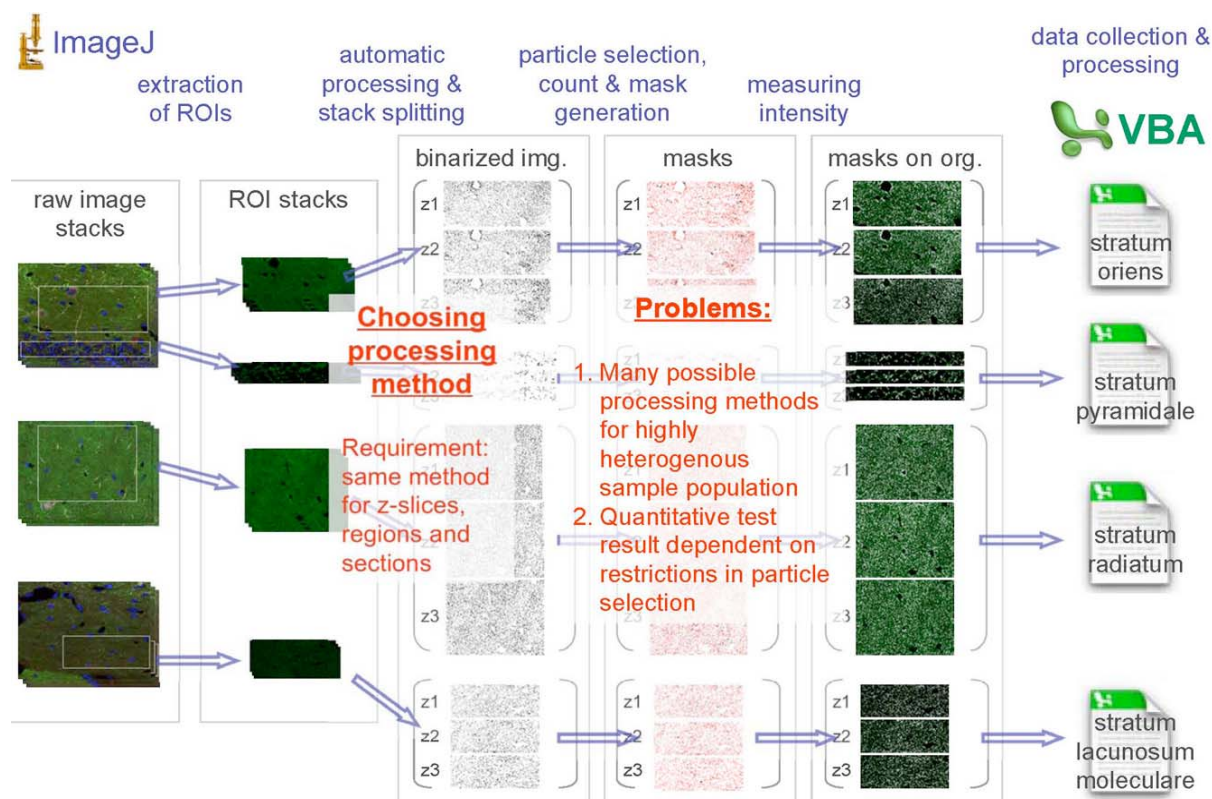 ImageJ
extraction
of ROIs
automatic
processing &
stack splitting
particle selection,
count & mask
generation
measuring
intensity
data collection &
processing
VBA
raw image
stacks
ROI stacks
binarized img.
masks
masks on org.
z1
z2
z3
z1
z2
z1
z2
z3
stratum
oriens
Choosing
processing
method
Problems:
stratum
pyramidale
Requirement:
same method
for z-slices,
regions and
sections
1. Many possible
processing methods
for highly
heterogenous
sample population
2. Quantitative test
result dependent on
restrictions in particle
selection
z1
z2
z3
z1
z2
z3
stratum
radiatum
z1
z2
z3
z1
z2
z3
z1
z2
z3
stratum
lacunosum
moleculare